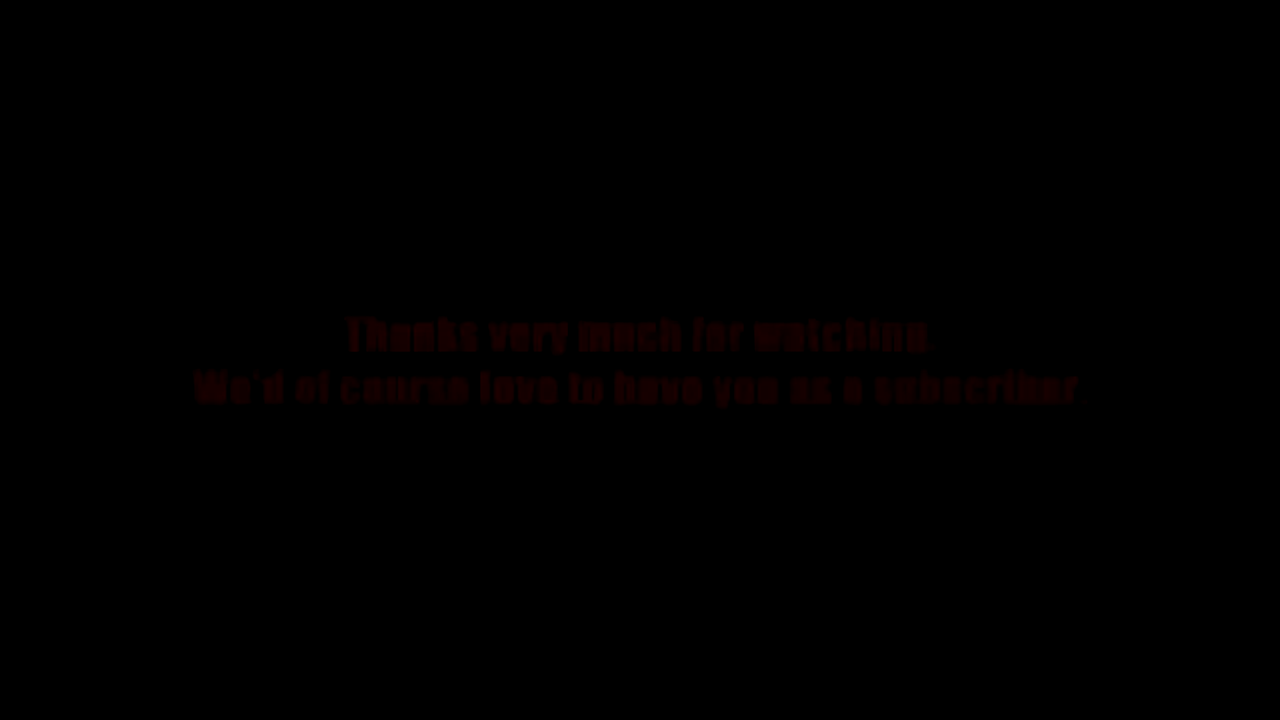 Thanks very much for watching.
We'd of course love to have you as a subscriber.